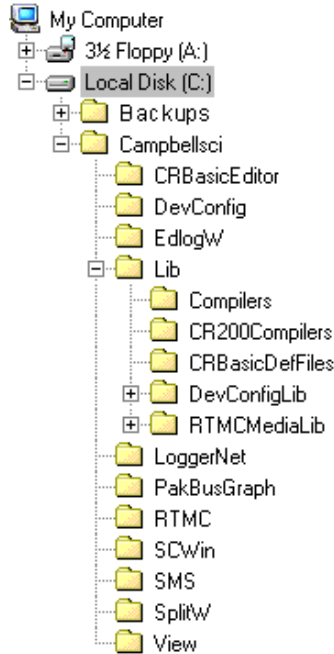 My Computer
3½ Floppy (A:)
Local Disk (C:)
Backups
Campbellsci
CRBasicEditor
DevConfig
EdlogW
Lib
Compilers
CR200Compilers
CRBasicDefFiles
DevConfigLib
RTMCMediaLib
LoggerNet
PakBusGraph
RTMC
SCWin
SMS
SplitW
View